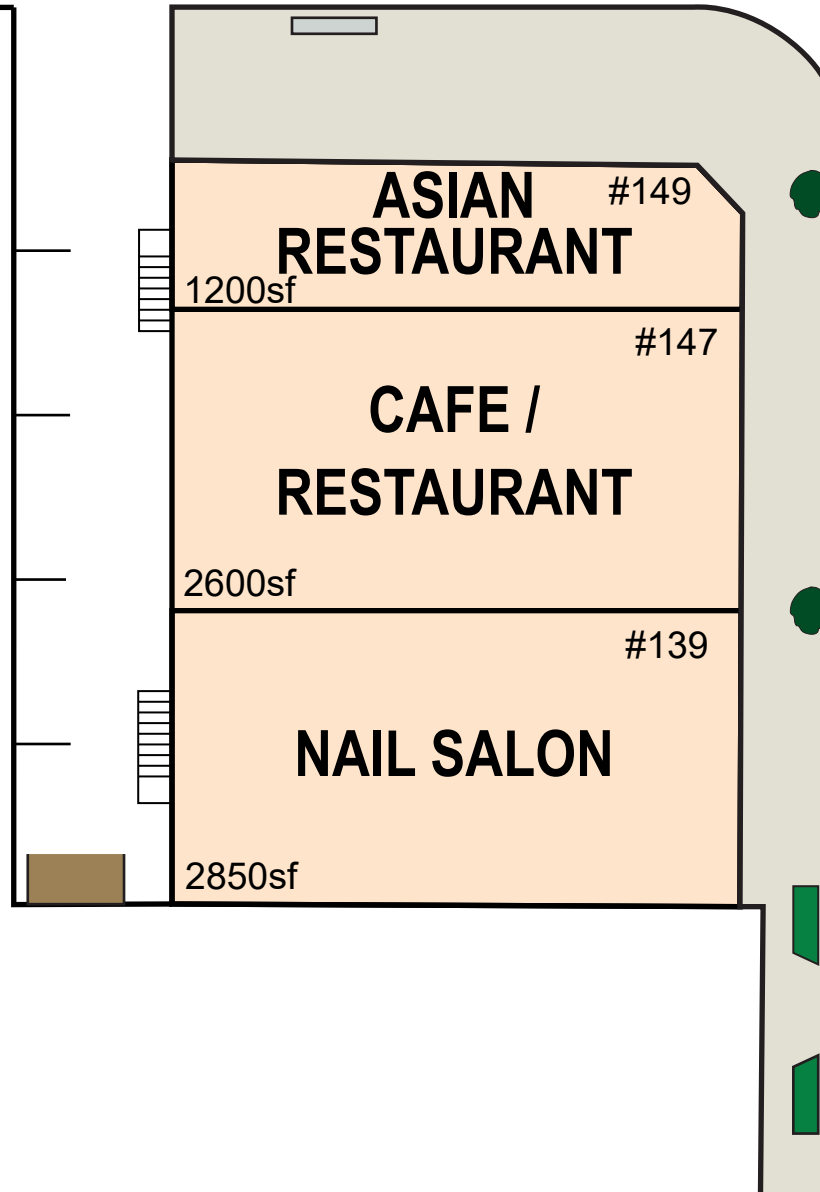 ASIAN
#149
RESTAURANT
1200sf
#147
CAFE /
RESTAURANT
2600sf
#139
NAIL SALON
2850sf